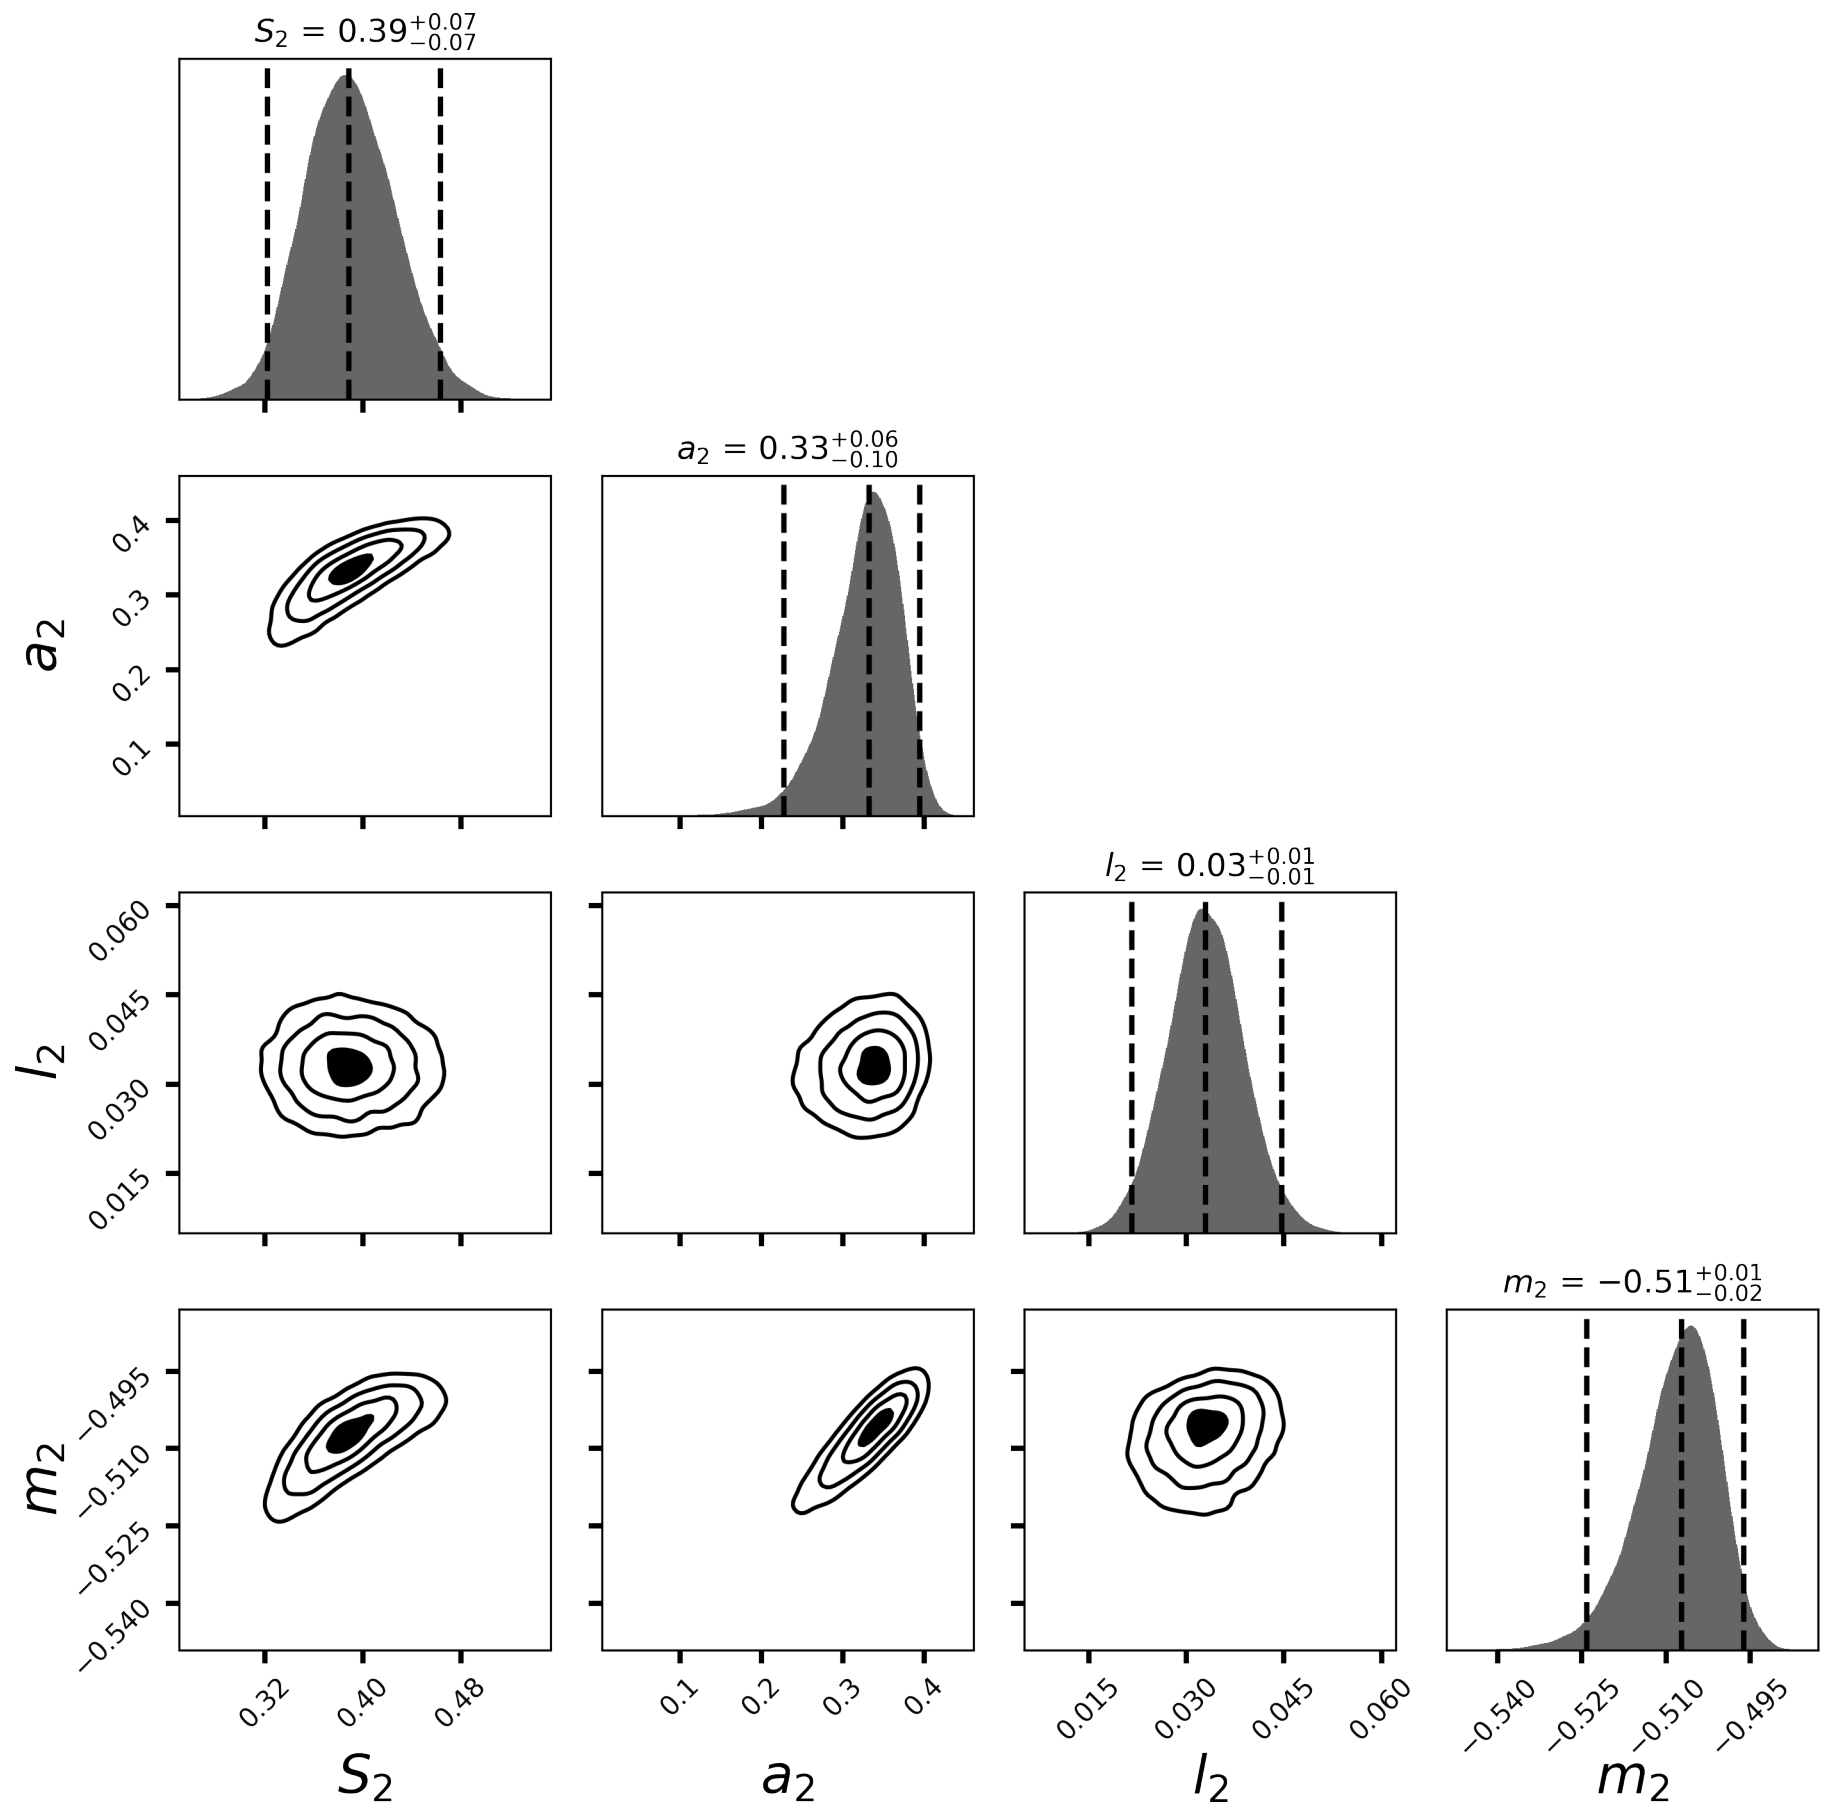 S₂ = 0.39 +0.07 −0.07
a₂ = 0.33 +0.06 −0.10
0.4
0.3
0.2
0.1
a₂
l₂ = 0.03 +0.01 −0.01
0.060
0.045
0.030
0.015
l₂
m₂ = −0.51 +0.01 −0.02
−0.495
−0.510
−0.525
−0.540
m₂
0.32 0.40 0.48
0.1 0.2 0.3 0.4
0.015 0.030 0.045 0.060
−0.540 −0.525 −0.510 −0.495
S₂ a₂ l₂ m₂